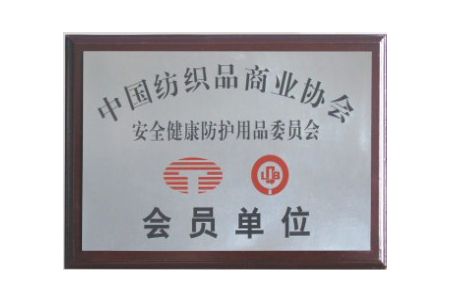 中国纺织品商业协会
安全健康防护用品委员会
LCB
会员单位